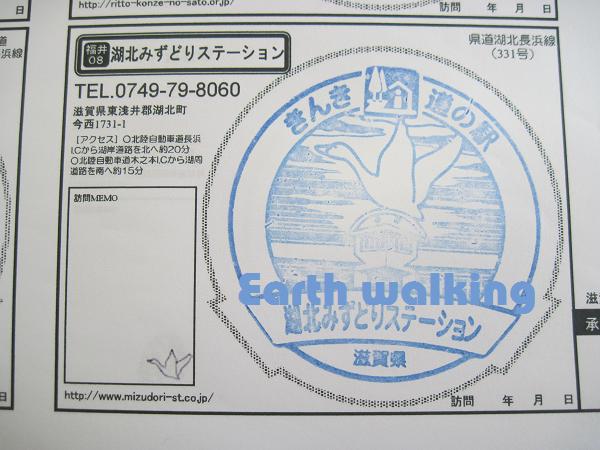 http://ritto-konze-no-sato.org/
訪問 年 月 日
日
福井
08
湖北みずどりステーション
県道湖北長浜線
(331号)
TEL.0749-79-8060
滋賀県東浅井郡湖北町
今西1731-1
[アクセス] ○北陸自動車道長浜
I.Cから湖岸道路を北へ約20分
○北陸自動車道木之本I.Cから湖周
道路を南へ約15分
訪問MEMO
きんき 道の駅
Earth walking
湖北みずどりステーション
滋賀県
http://www.mizudori-st.co.jp/
訪問 年 月 日
日
滋
承